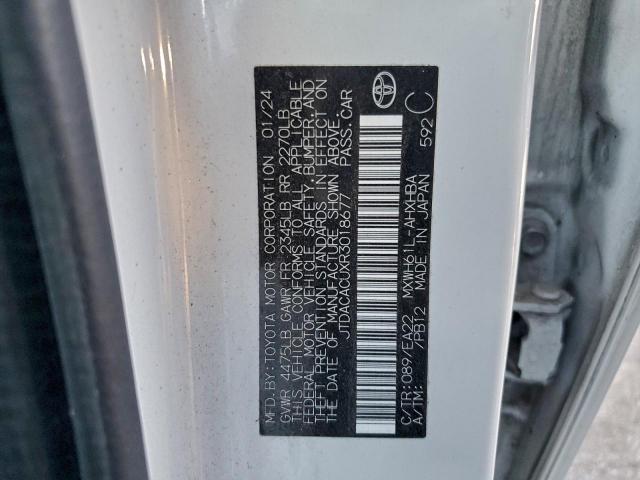 MFD. BY: TOYOTA MOTOR CORPORATION 01/24
GVWR 4475LB GAWR FR 2345LB RR 2270LB
THIS VEHICLE CONFORMS TO ALL APPLICABLE
FEDERAL MOTOR VEHICLE SAFETY, BUMPER, AND
THEFT PREVENTION STANDARDS IN EFFECT ON
THE DATE OF MANUFACTURE SHOWN ABOVE.
JTDACACUXR3018677 PASS.CAR
C/TR:089/EA22 MXWH61L-AHXHBA
A/TM: /PB12 MADE IN JAPAN 592 C